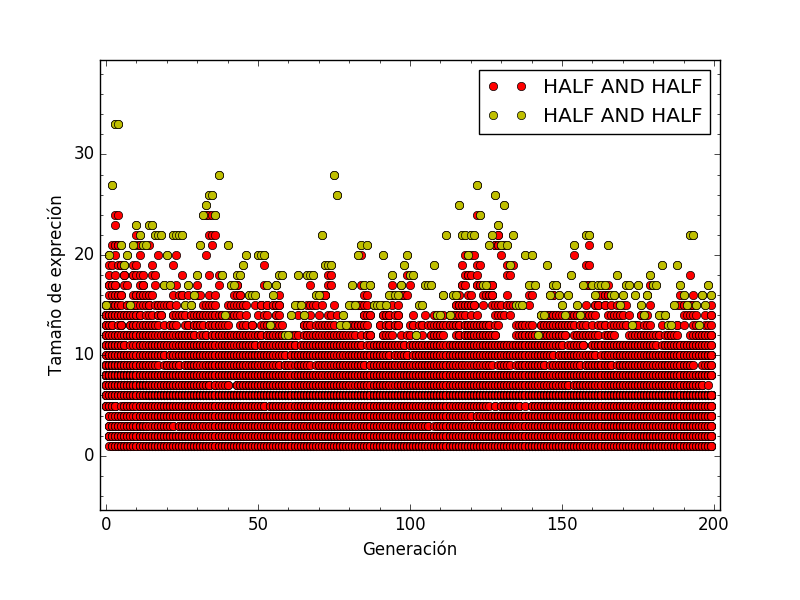 HALF AND HALF
HALF AND HALF
30
20
10
0
Tamaño de expreción
0 50 100 150 200
Generación